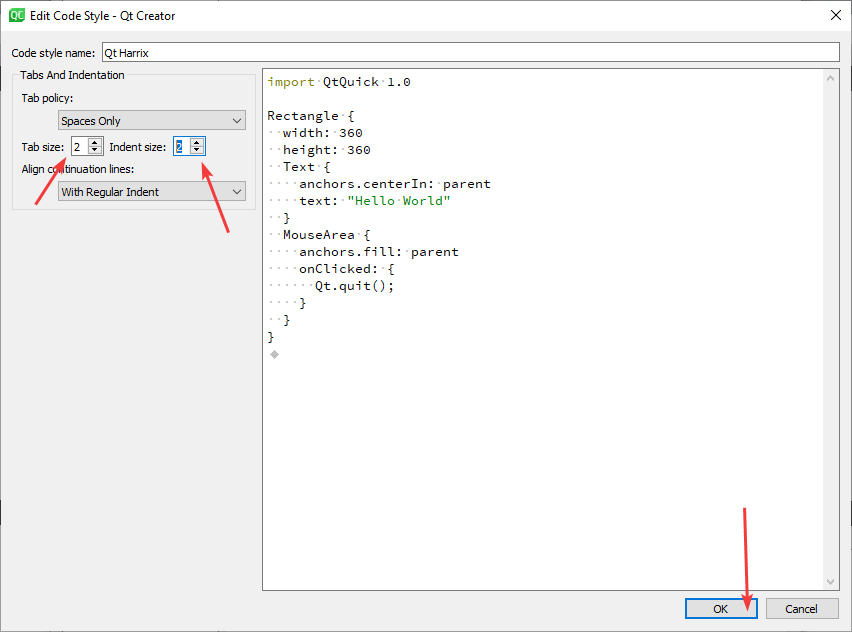 QC Edit Code Style - Qt Creator
Code style name: Qt Harrix
Tabs And Indentation
Tab policy:
Spaces Only
Tab size: 2 Indent size: 2
Align continuation lines:
With Regular Indent
import QtQuick 1.0
Rectangle {
width: 360
height: 360
Text {
anchors.centerIn: parent
text: "Hello World"
}
MouseArea {
anchors.fill: parent
onClicked: {
Qt.quit();
}
}
}
OK Cancel